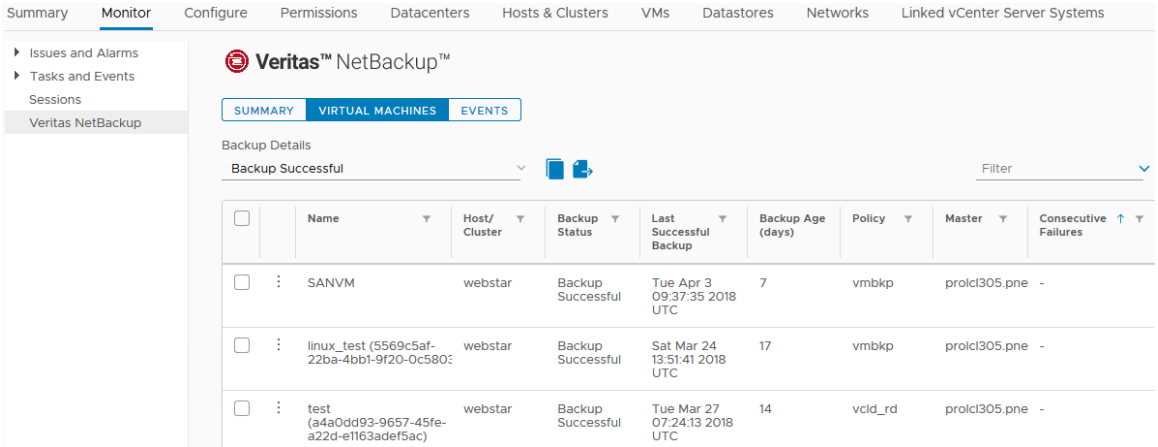 Summary Monitor Configure Permissions Datacenters Hosts & Clusters VMs Datastores Networks Linked vCenter Server Systems
Issues and Alarms
Tasks and Events
Sessions
Veritas NetBackup
Veritas™ NetBackup™
SUMMARY VIRTUAL MACHINES EVENTS
Backup Details
Backup Successful
Filter
Name Host/ Backup Last Backup Age Policy Master Consecutive
Cluster Status Successful (days) Failures
Backup
SANVM webstar Backup Tue Apr 3 7 vmbkp prolcl305.pne -
Successful 09:37:35 2018
UTC
linux_test (5569c5af- webstar Backup Sat Mar 24 17 vmbkp prolcl305.pne -
22ba-4bb1-9f20-0c5803 Successful 13:51:41 2018
UTC
test webstar Backup Tue Mar 27 14 vcld_rd prolcl305.pne -
(a4a0dd93-9657-45fe- Successful 07:24:13 2018
a22d-e1163adef5ac) UTC